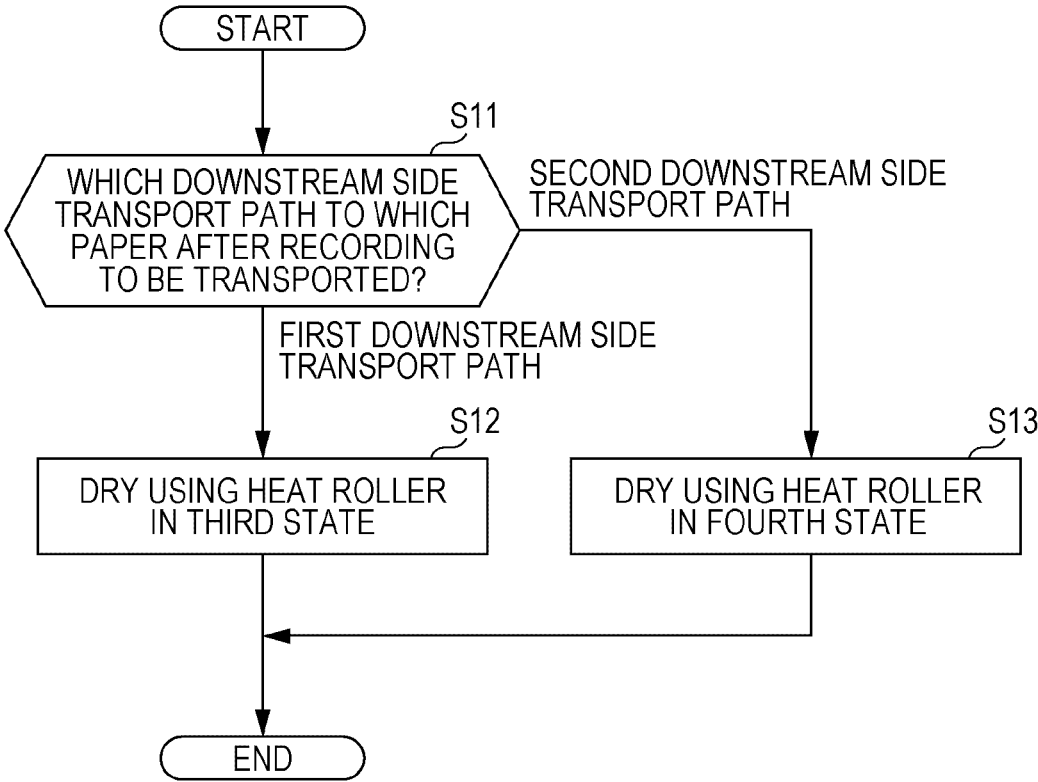 START
S11
WHICH DOWNSTREAM SIDE
TRANSPORT PATH TO WHICH
PAPER AFTER RECORDING
TO BE TRANSPORTED?
SECOND DOWNSTREAM SIDE
TRANSPORT PATH
FIRST DOWNSTREAM SIDE
TRANSPORT PATH
S12
DRY USING HEAT ROLLER
IN THIRD STATE
S13
DRY USING HEAT ROLLER
IN FOURTH STATE
END